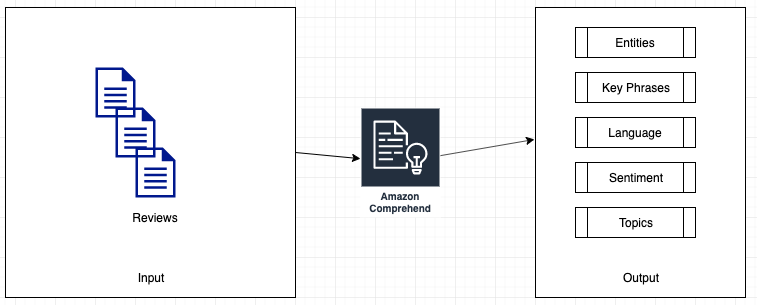 Reviews
Input
Amazon
Comprehend
Entities
Key Phrases
Language
Sentiment
Topics
Output